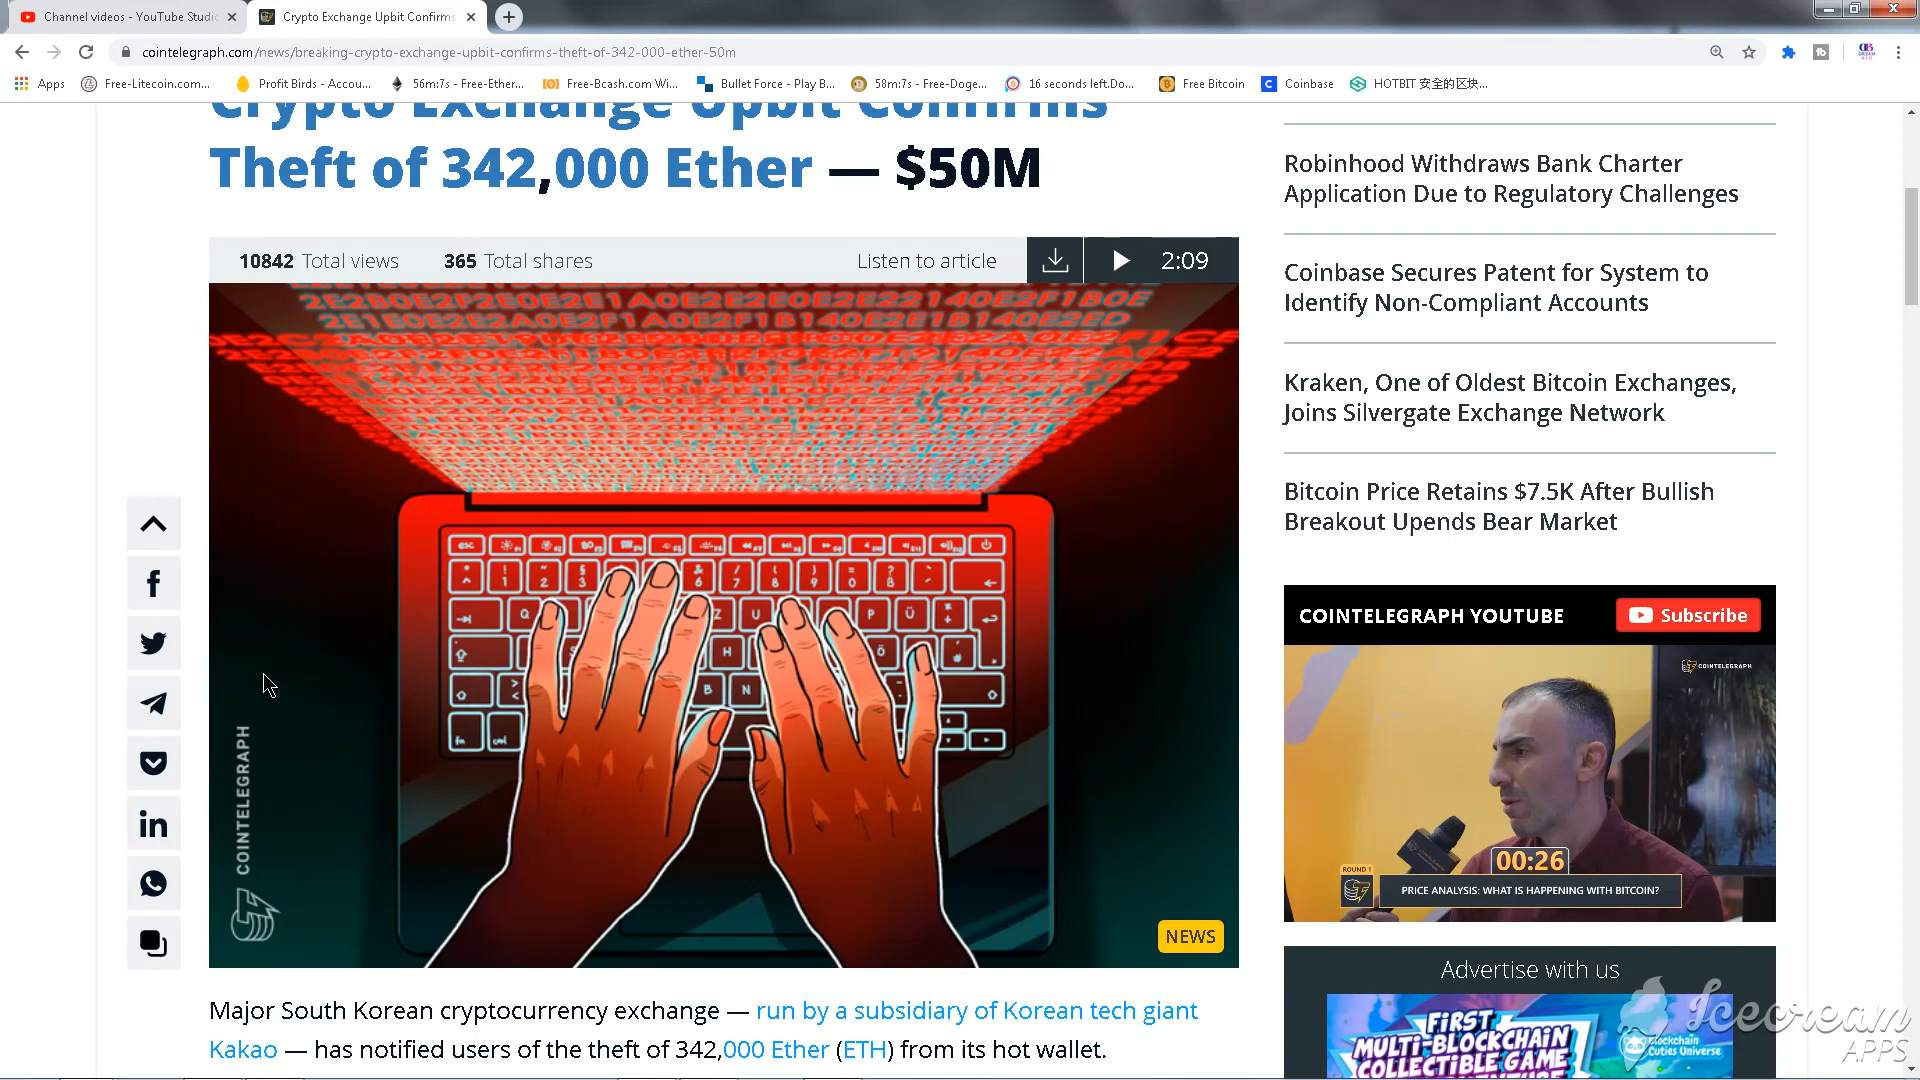 Channel videos - YouTube Studi
Crypto Exchange Upbit Confirms
cointelegraph.com/news/breaking-crypto-exchange-upbit-confirms-theft-of-342-000-ether-50m
Apps
Free-Litecoin.com...
Profit Birds - Accou...
56m:7s - Free-Ether...
Free-Bcash.com Wi...
Bullet Force - Play B...
58m:7s - Free-Doge...
16 seconds left.Do...
Free Bitcoin
Coinbase
HOTBIT 安全的区块...
Crypto Exchange Upbit Confirms
Theft of 342,000 Ether — $50M
10842 Total views
365 Total shares
Listen to article
2:09
COINTELEGRAPH
NEWS
Major South Korean cryptocurrency exchange — run by a subsidiary of Korean tech giant
Kakao — has notified users of the theft of 342,000 Ether (ETH) from its hot wallet.
Robinhood Withdraws Bank Charter
Application Due to Regulatory Challenges
Coinbase Secures Patent for System to
Identify Non-Compliant Accounts
Kraken, One of Oldest Bitcoin Exchanges,
Joins Silvergate Exchange Network
Bitcoin Price Retains $7.5K After Bullish
Breakout Upends Bear Market
COINTELEGRAPH YOUTUBE
Subscribe
COINTELEGRAPH
00:26
ROUND 1
PRICE ANALYSIS: WHAT IS HAPPENING WITH BITCOIN?
Advertise with us
FIRST
MULTI-BLOCKCHAIN
COLLECTIBLE GAME
Blockchain
Cuties Universe
Icecream
APPS